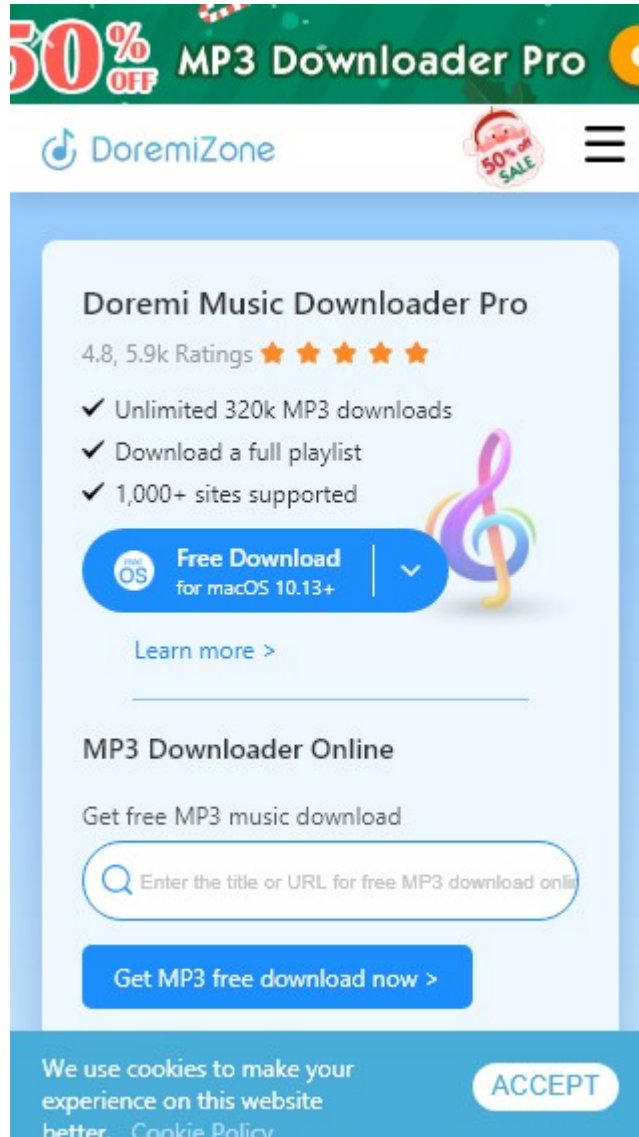 50% OFF MP3 Downloader Pro
DoremiZone
50% off
SALE
Doremi Music Downloader Pro
4.8, 5.9k Ratings
Unlimited 320k MP3 downloads
Download a full playlist
1,000+ sites supported
mac
OS
Free Download
for macOS 10.13+
Learn more >
MP3 Downloader Online
Get free MP3 music download
Enter the title or URL for free MP3 download onlin
Get MP3 free download now >
We use cookies to make your
experience on this website
better. Cookie Policy
ACCEPT